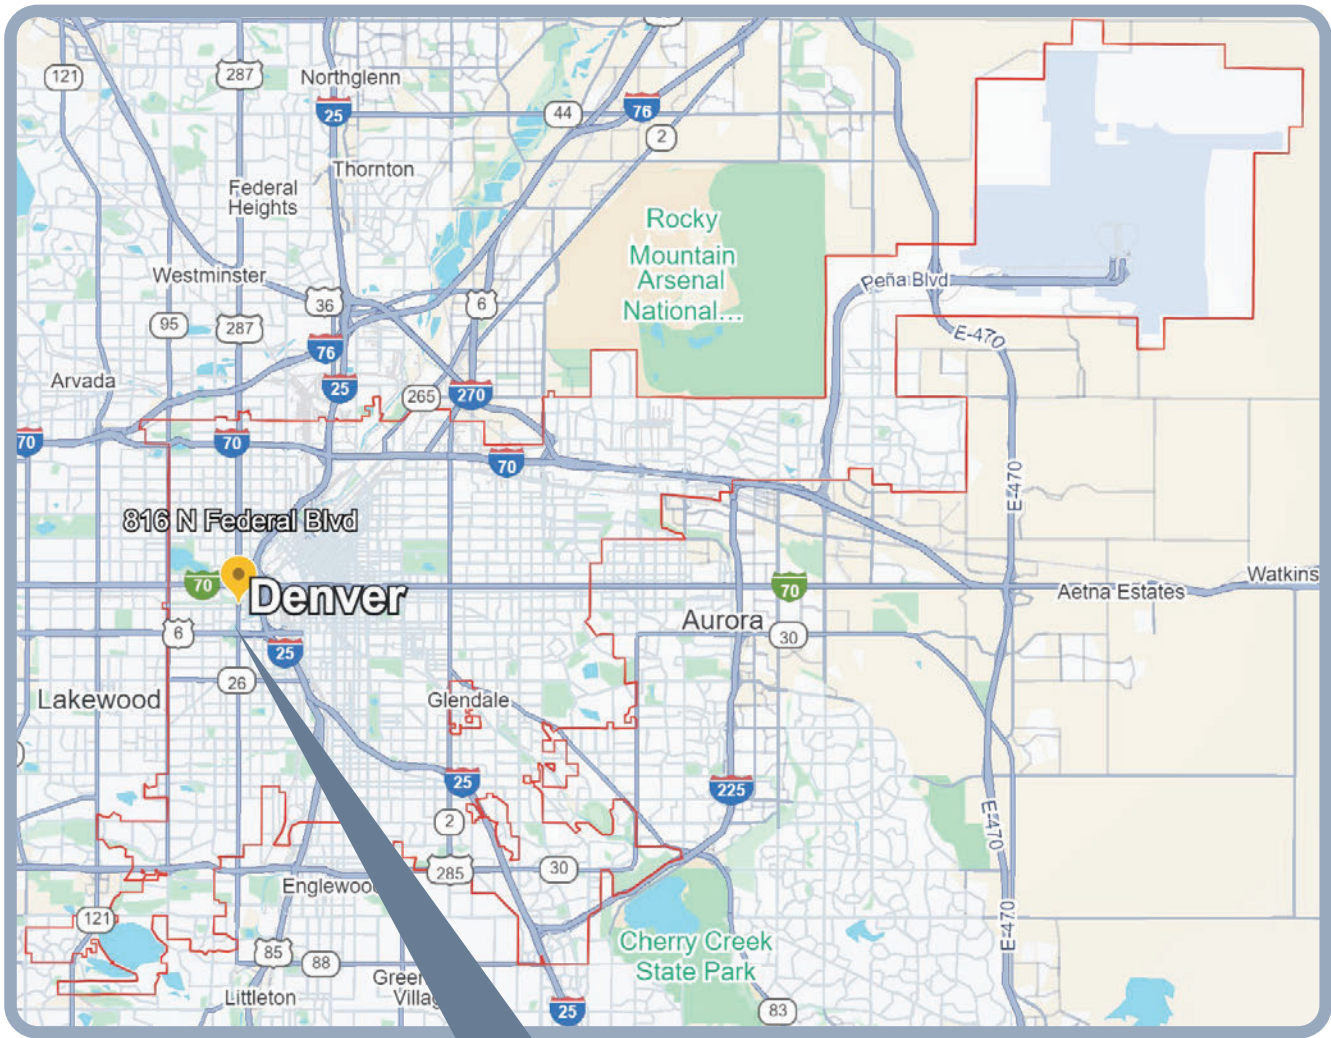 121
287
Northglenn
25
44
76
2
Thornton
Federal
Heights
Rocky
Mountain
Arsenal
National...
Westminster
36
6
Peña Blvd
95
287
E-470
76
25
Arvada
265
270
70
70
70
E-470
816 N Federal Blvd
70
Denver
70
Watkins
Aetna Estates
Aurora
30
6
25
26
Lakewood
Glendale
25
225
2
E-470
285
30
Englewood
121
E-470
Cherry Creek
State Park
85
88
Littleton
25
83